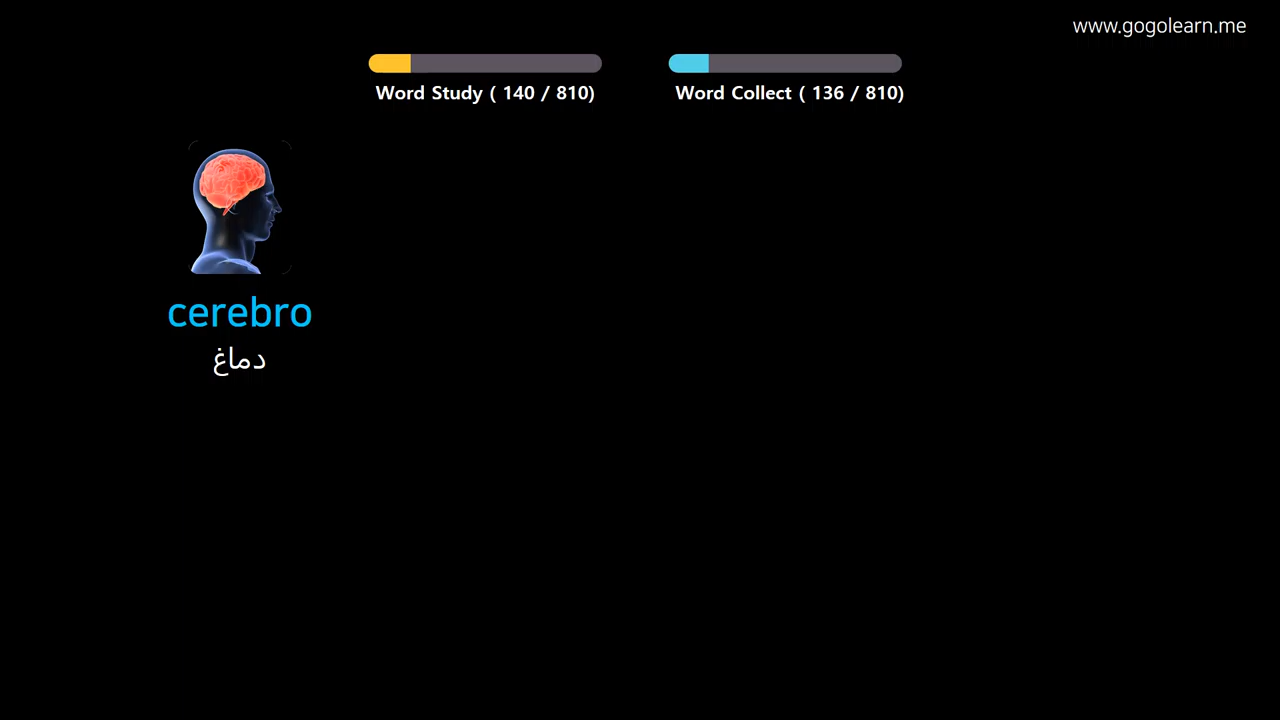 www.gogolearn.me
Word Study ( 140 / 810)
Word Collect ( 136 / 810)
cerebro
دماغ